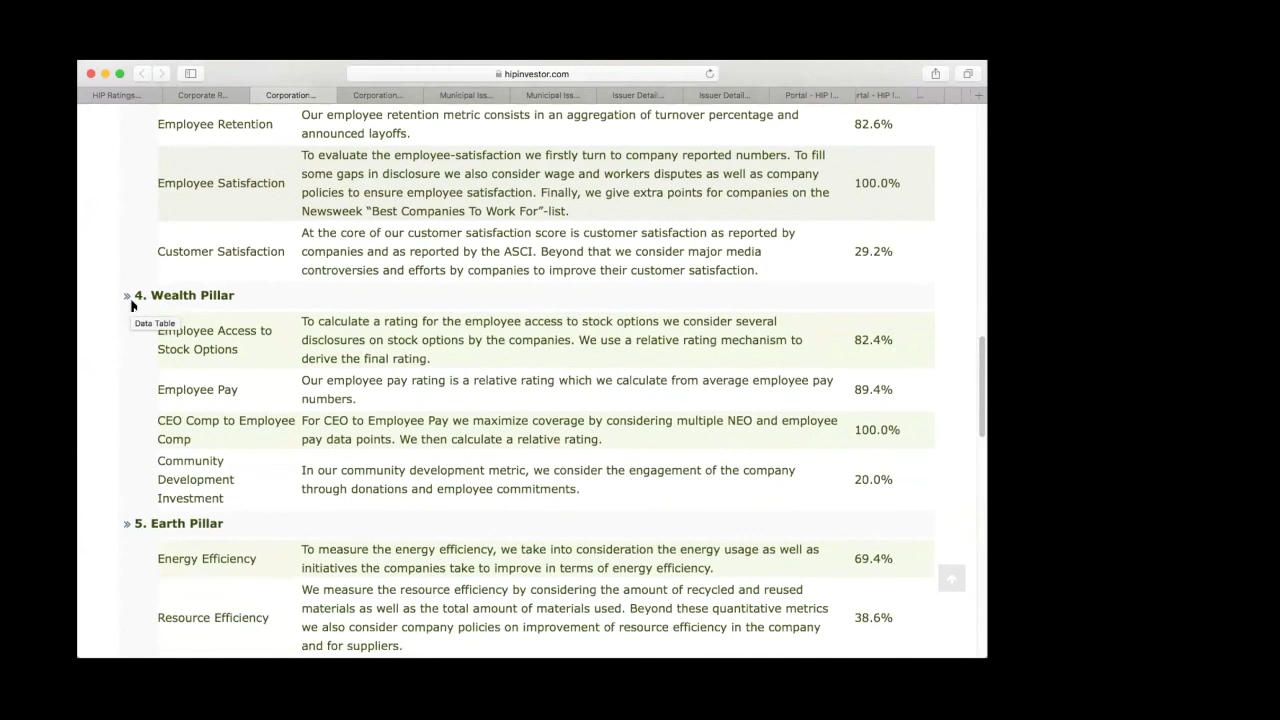 hipinvestor.com
HIP Ratings...
Corporate R...
Corporation...
Corporation...
Municipal Iss...
Municipal Iss...
Issuer Detail...
Issuer Detail...
Portal - HIP I...
rtal - HIP I...
...
Employee Retention
Our employee retention metric consists in an aggregation of turnover percentage and
announced layoffs.
82.6%
Employee Satisfaction
To evaluate the employee-satisfaction we firstly turn to company reported numbers. To fill
some gaps in disclosure we also consider wage and workers disputes as well as company
policies to ensure employee satisfaction. Finally, we give extra points for companies on the
Newsweek “Best Companies To Work For”-list.
100.0%
Customer Satisfaction
At the core of our customer satisfaction score is customer satisfaction as reported by
companies and as reported by the ASCI. Beyond that we consider major media
controversies and efforts by companies to improve their customer satisfaction.
29.2%
» 4. Wealth Pillar
Data Table
Employee Access to
Stock Options
To calculate a rating for the employee access to stock options we consider several
disclosures on stock options by the companies. We use a relative rating mechanism to
derive the final rating.
82.4%
Employee Pay
Our employee pay rating is a relative rating which we calculate from average employee pay
numbers.
89.4%
CEO Comp to Employee
Comp
For CEO to Employee Pay we maximize coverage by considering multiple NEO and employee
pay data points. We then calculate a relative rating.
100.0%
Community
Development
Investment
In our community development metric, we consider the engagement of the company
through donations and employee commitments.
20.0%
» 5. Earth Pillar
Energy Efficiency
To measure the energy efficiency, we take into consideration the energy usage as well as
initiatives the companies take to improve in terms of energy efficiency.
69.4%
Resource Efficiency
We measure the resource efficiency by considering the amount of recycled and reused
materials as well as the total amount of materials used. Beyond these quantitative metrics
we also consider company policies on improvement of resource efficiency in the company
and for suppliers.
38.6%